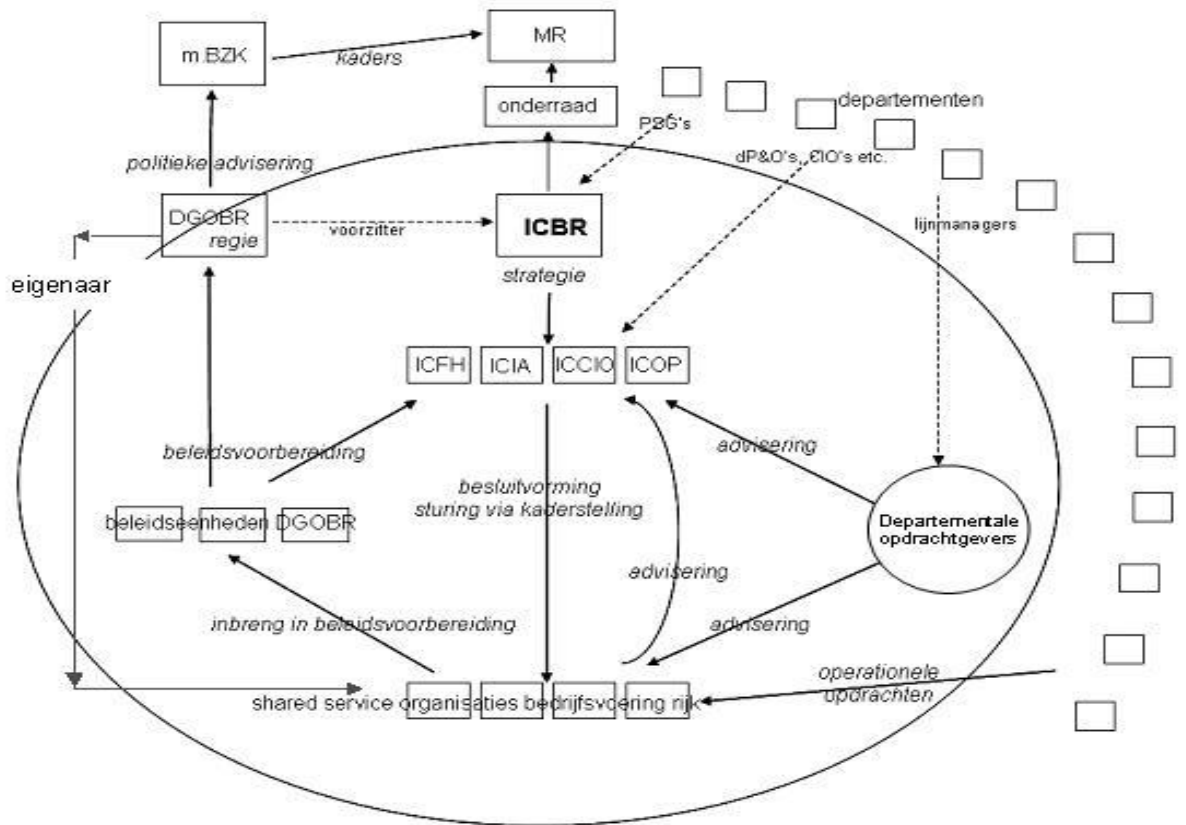 m.BZK
MR
kaders
onderraad
departementen
PSG's
dP&O's, CIO's etc.
politieke advisering
DGOBR
regie
voorzitter
ICBR
lijnmanagers
eigenaar
strategie
ICFH
ICIA
ICCIO
ICOP
beleidsvoorbereiding
advisering
besluitvorming
sturing via kaderstelling
beleidseenheden DGOBR
Departementale
opdrachtgevers
advisering
inbreng in beleidsvoorbereiding
advisering
operationele
opdrachten
shared service organisaties bedrijfsvoering rijk